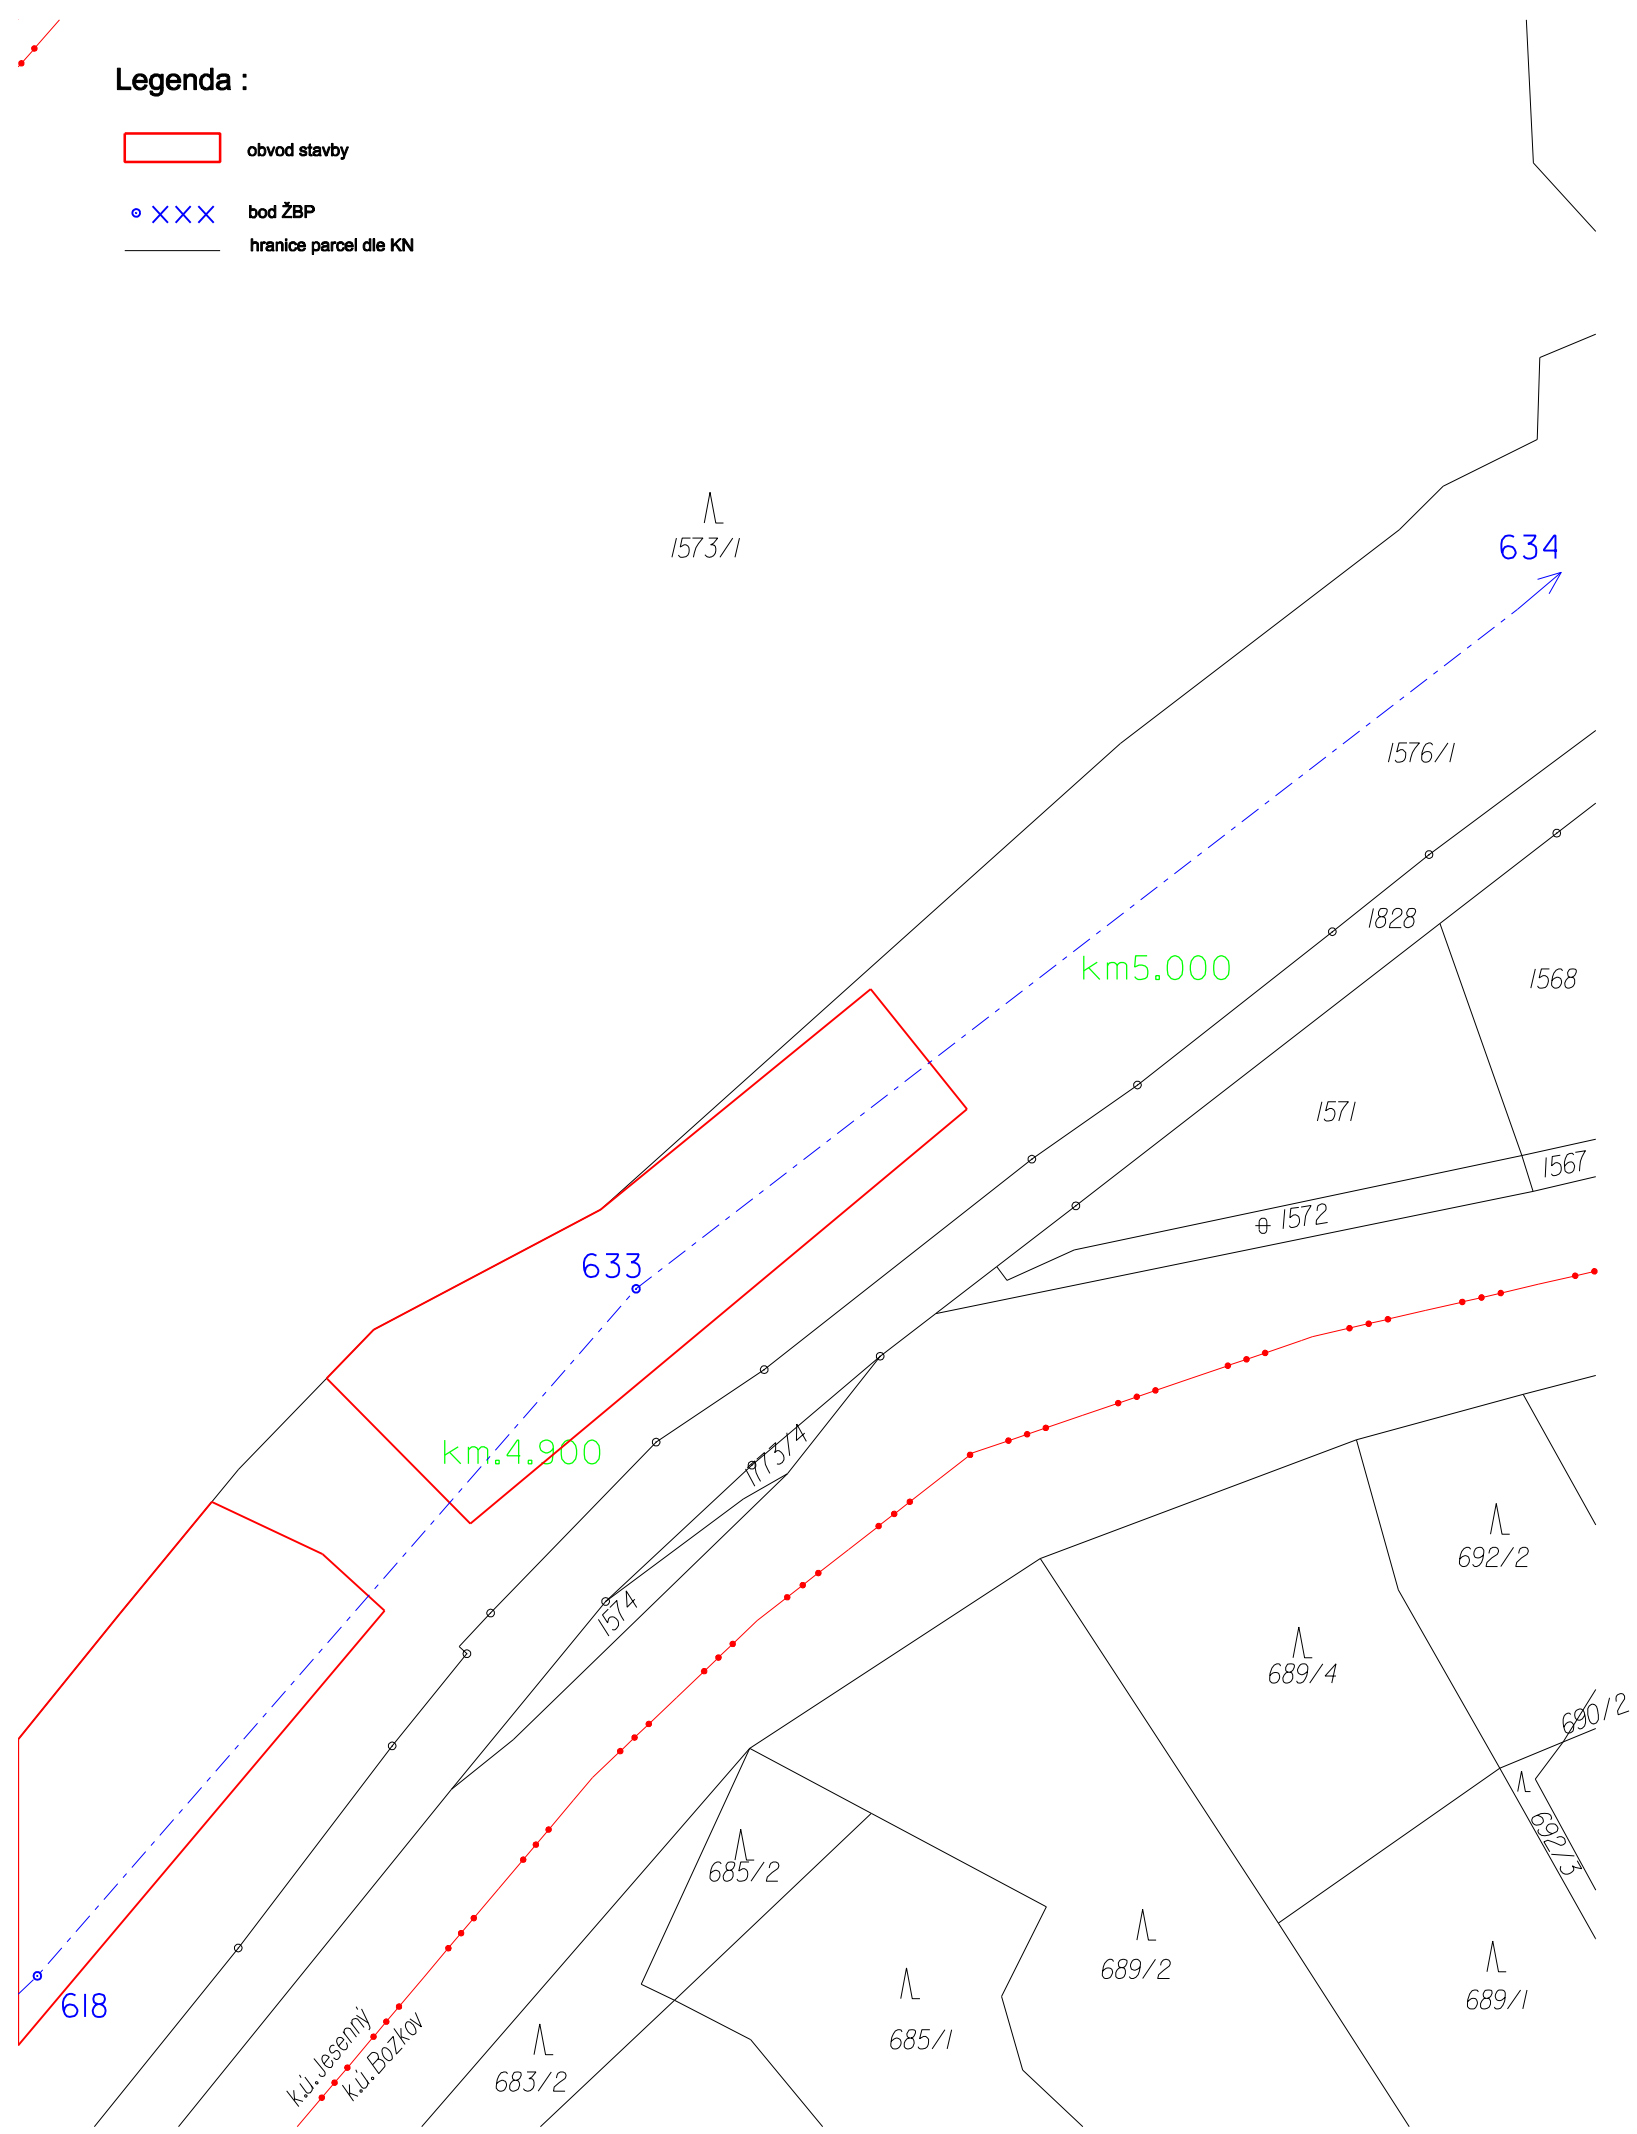 Legenda :
obvod stavby
bod ŽBP
hranice parcel dle KN
1573/1
634
1576/1
1828
km5.000
1568
1571
1567
1572
633
km.4.900
1773/4
692/2
1574
689/4
690/2
692/3
685/2
689/2
689/1
618
k.ú. Jesenný
k.ú. Bozkov
685/1
683/2